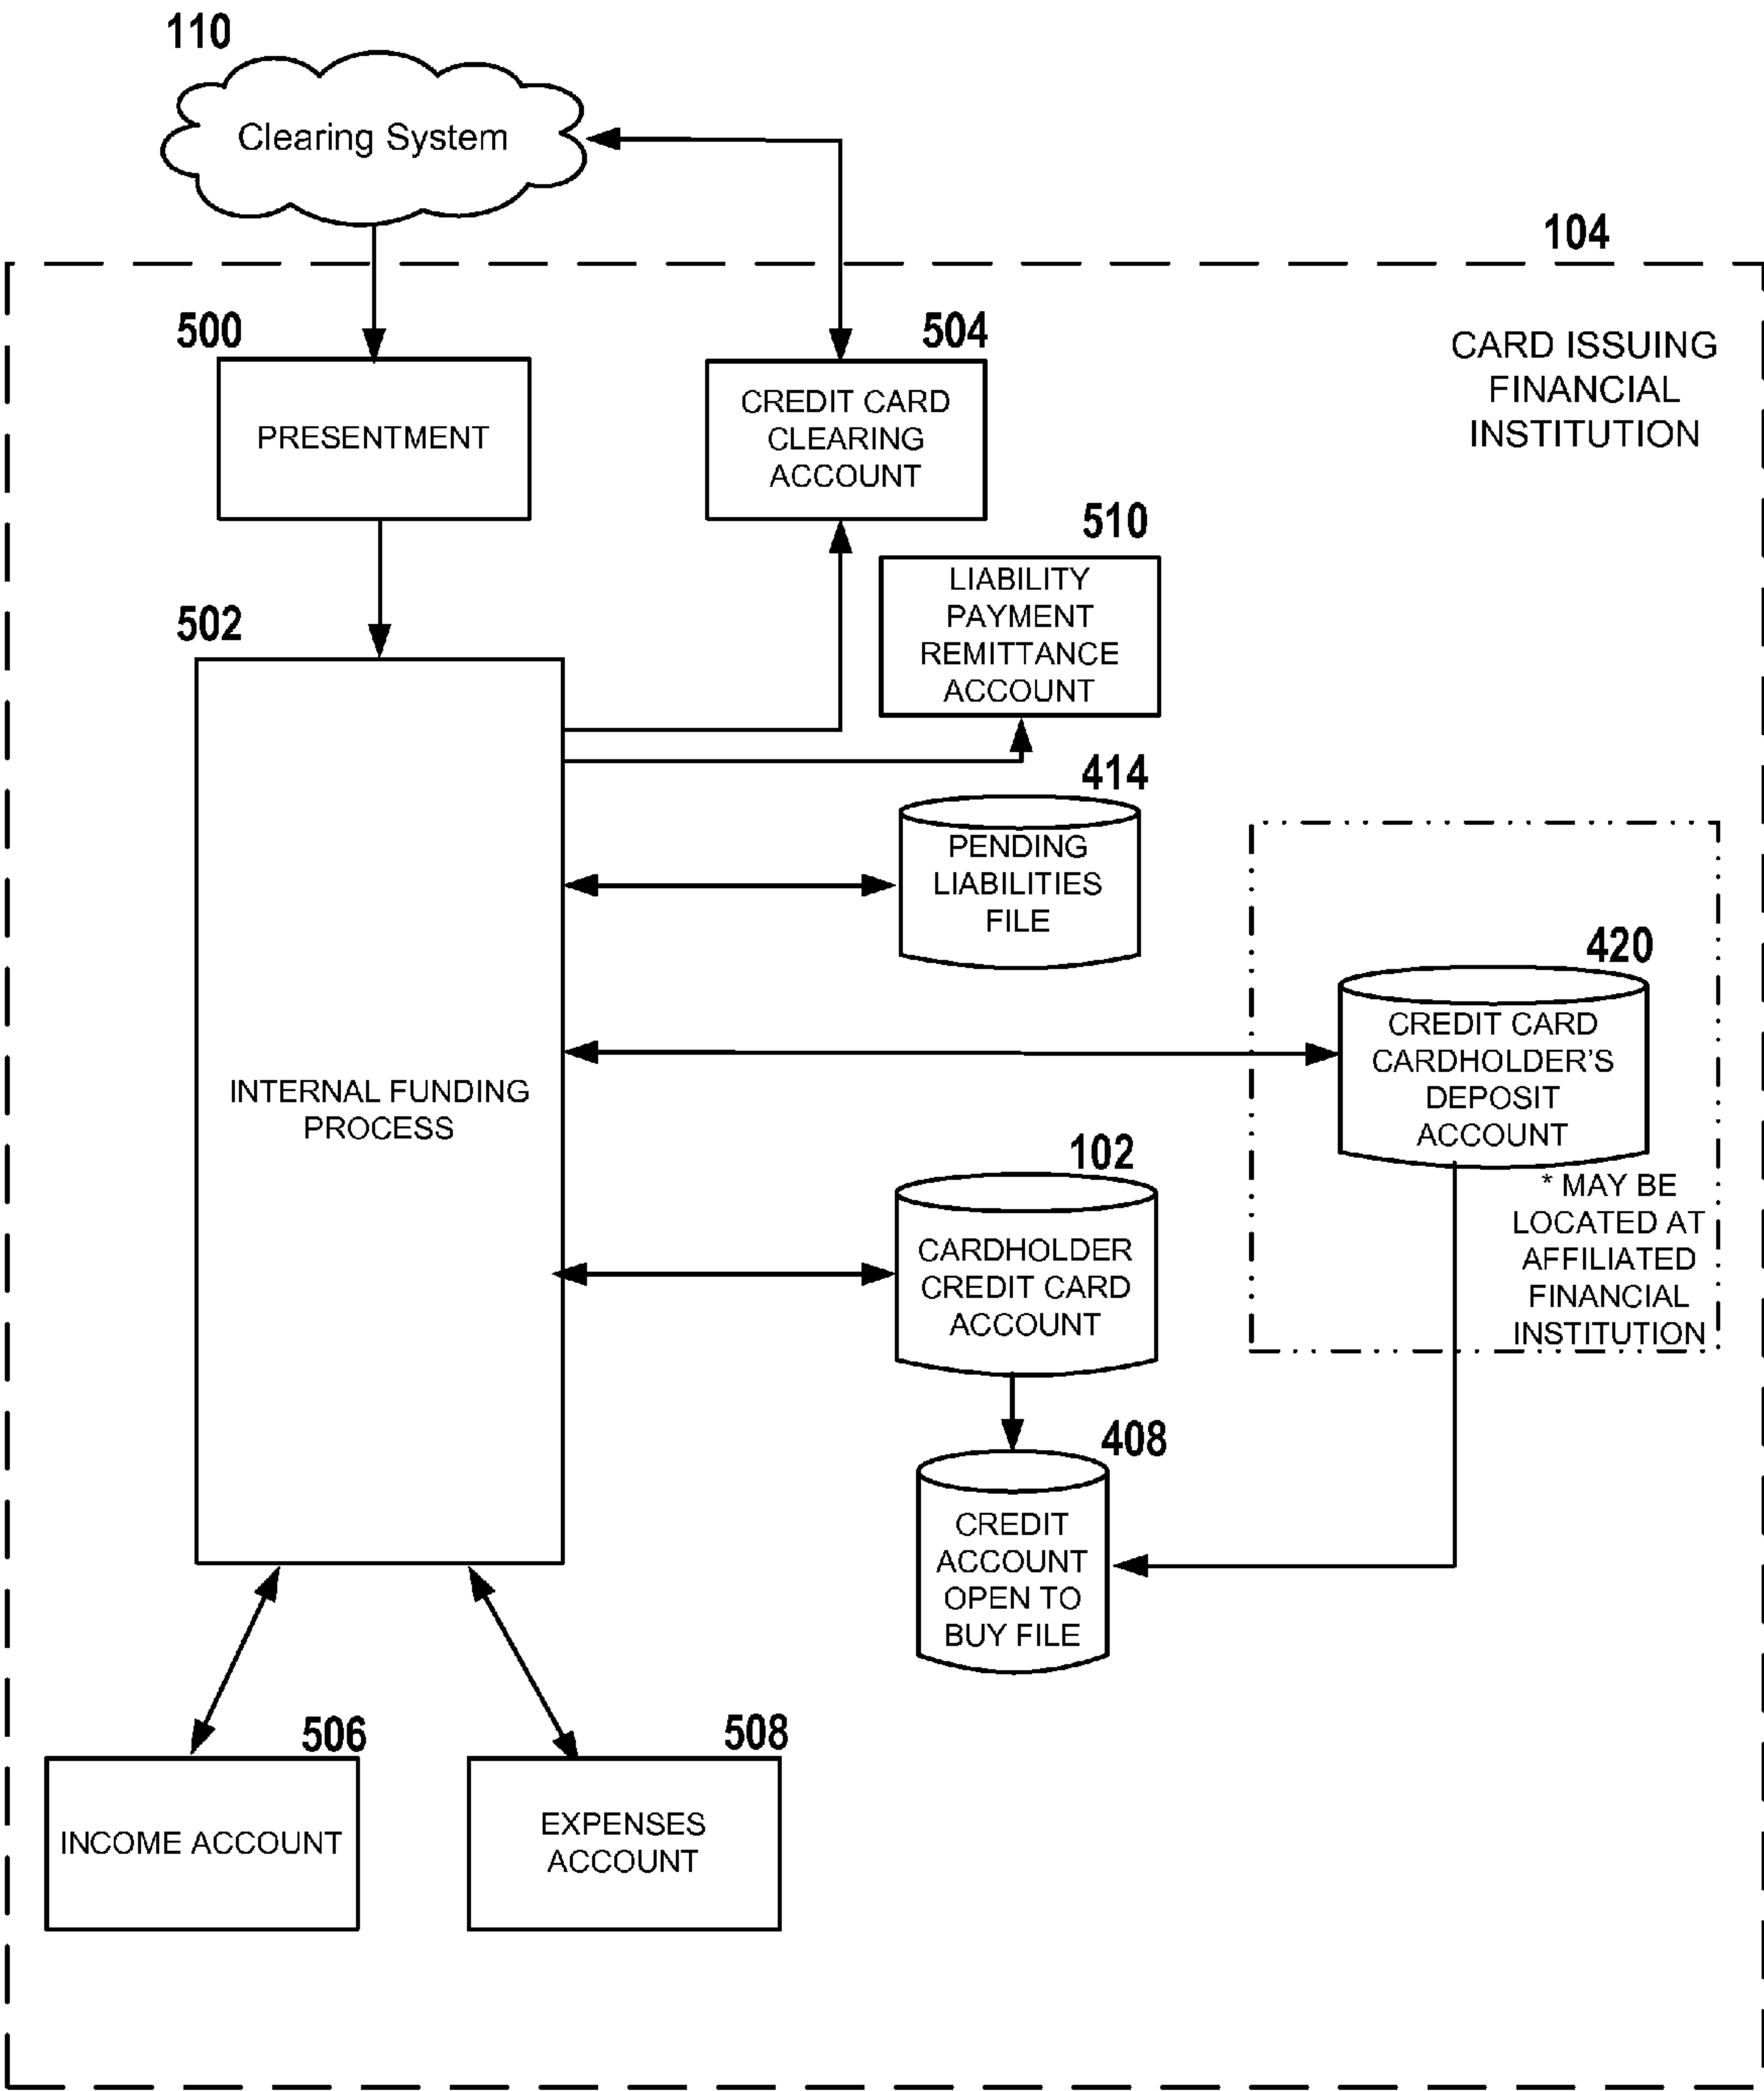 110
Clearing System
104
CARD ISSUING
FINANCIAL
INSTITUTION
500
PRESENTMENT
504
CREDIT CARD
CLEARING
ACCOUNT
510
LIABILITY
PAYMENT
REMITTANCE
ACCOUNT
502
INTERNAL FUNDING
PROCESS
414
PENDING
LIABILITIES
FILE
420
CREDIT CARD
CARDHOLDER'S
DEPOSIT
ACCOUNT
* MAY BE
LOCATED AT
AFFILIATED
FINANCIAL
INSTITUTION
102
CARDHOLDER
CREDIT CARD
ACCOUNT
408
CREDIT
ACCOUNT
OPEN TO
BUY FILE
506
INCOME ACCOUNT
508
EXPENSES
ACCOUNT